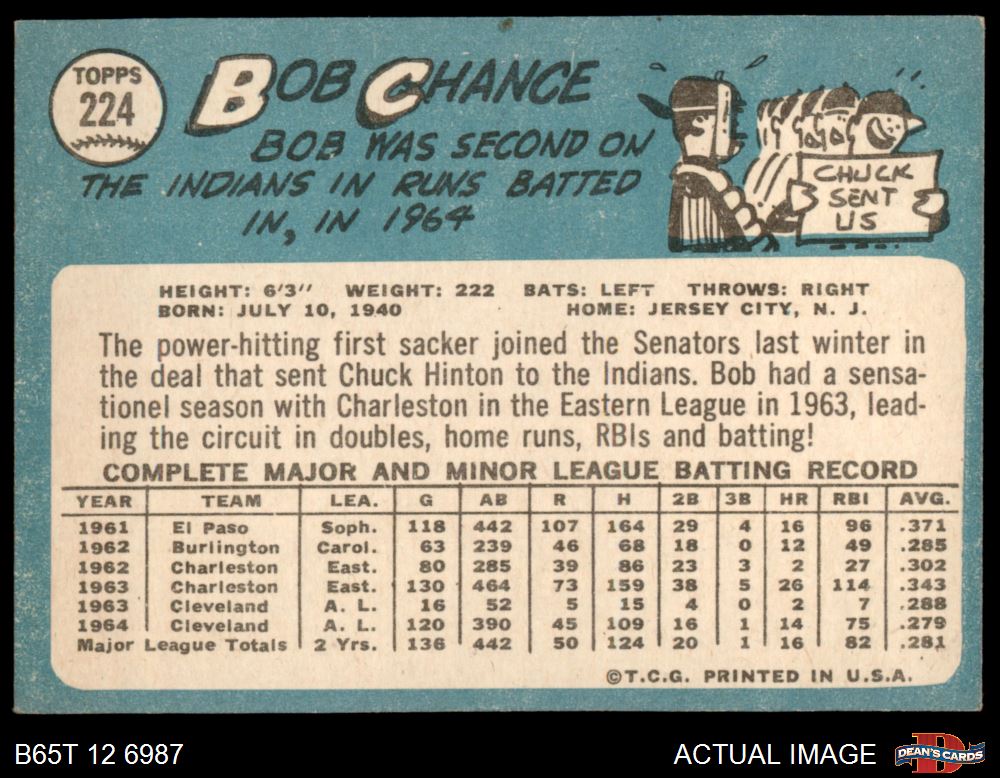 TOPPS
224
BOB CHANCE
BOB WAS SECOND ON
THE INDIANS IN RUNS BATTED
IN, IN 1964
CHUCK
SENT
US
HEIGHT: 6'3" WEIGHT: 222 BATS: LEFT THROWS: RIGHT
BORN: JULY 10, 1940 HOME: JERSEY CITY, N. J.
The power-hitting first sacker joined the Senators last winter in
the deal that sent Chuck Hinton to the Indians. Bob had a sensa-
tionel season with Charleston in the Eastern League in 1963, lead-
ing the circuit in doubles, home runs, RBIs and batting!
COMPLETE MAJOR AND MINOR LEAGUE BATTING RECORD
YEAR TEAM LEA. G AB R H 2B 3B HR RBI AVG.
1961 El Paso Soph. 118 442 107 164 29 4 16 96 .371
1962 Burlington Carol. 63 239 46 68 18 0 12 49 .285
1962 Charleston East. 80 285 39 86 23 3 2 27 .302
1963 Charleston East. 130 464 73 159 38 5 26 114 .343
1963 Cleveland A. L. 16 52 5 15 4 0 2 7 .288
1964 Cleveland A. L. 120 390 45 109 16 1 14 75 .279
Major League Totals 2 Yrs. 136 442 50 124 20 1 16 82 .281
©T.C.G. PRINTED IN U.S.A.
B65T 12 6987
ACTUAL IMAGE
D
DEAN'S CARDS